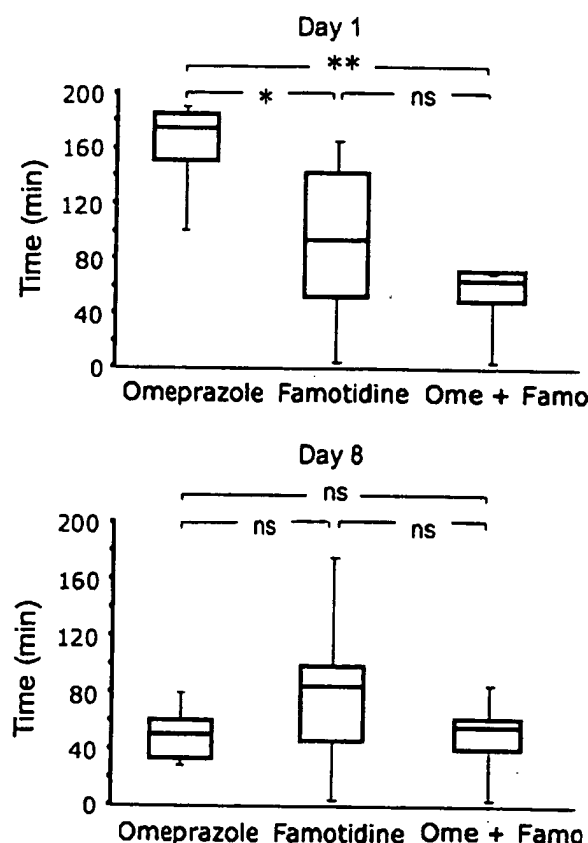 Day 1
**
* ns
200
160
120
80
40
0
Time (min)
Omeprazole Famotidine Ome + Famo
Day 8
ns
ns ns
200
160
120
80
40
0
Time (min)
Omeprazole Famotidine Ome + Famo